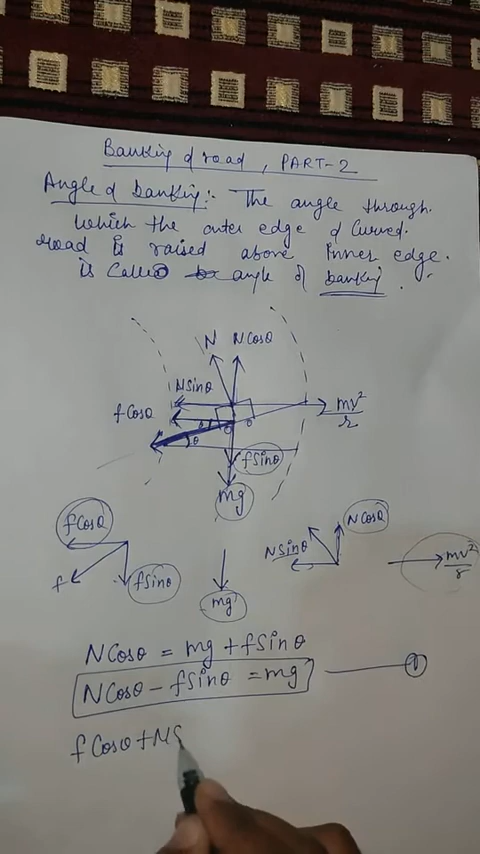 Banking of road, PART-2
Angle of banking:- The angle through
which the outer edge of curved
road is raised above inner edge.
is called angle of banking.
N NCosθ
NSinθ
fCosθ
mv²/r
θ
θ
fSinθ
mg
fCosθ
NCosθ
NSinθ
mv²/r
f
fSinθ
mg
NCosθ = mg + fSinθ
NCosθ - fSinθ = mg
1
fCosθ + NS